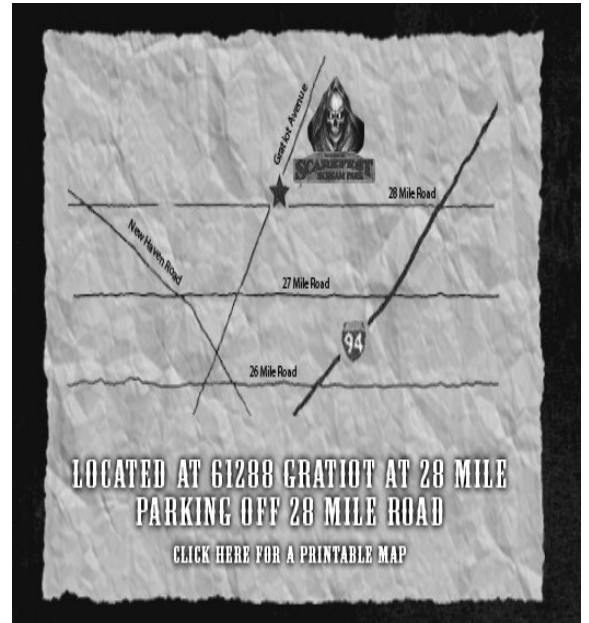 Gratiot Avenue
SCAREFEST
SCREAM PARK
28 Mile Road
New Haven Road
27 Mile Road
94
26 Mile Road
LOCATED AT 61288 GRATIOT AT 28 MILE
PARKING OFF 28 MILE ROAD
CLICK HERE FOR A PRINTABLE MAP